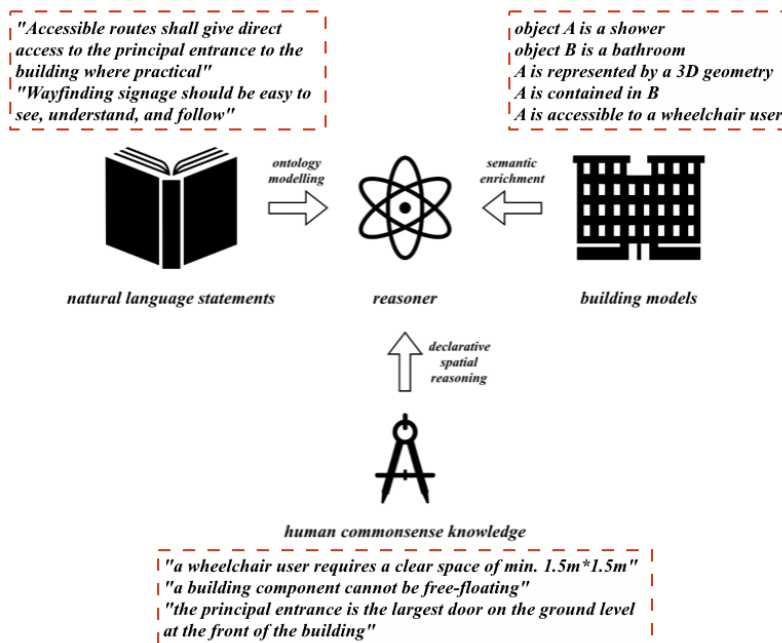 "Accessible routes shall give direct
access to the principal entrance to the
building where practical"
"Wayfinding signage should be easy to
see, understand, and follow"
object A is a shower
object B is a bathroom
A is represented by a 3D geometry
A is contained in B
A is accessible to a wheelchair user
ontology
modelling
semantic
enrichment
natural language statements
reasoner
building models
declarative
spatial
reasoning
human commonsense knowledge
"a wheelchair user requires a clear space of min. 1.5m*1.5m"
"a building component cannot be free-floating"
"the principal entrance is the largest door on the ground level
at the front of the building"